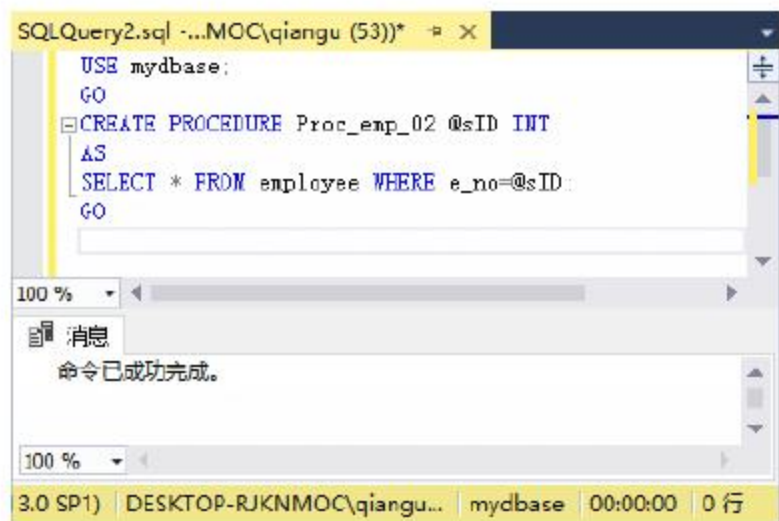 SQLQuery2.sql -...MOC\qiangu (53))*
USE mydbase;
GO
CREATE PROCEDURE Proc_emp_02 @sID INT
AS
SELECT * FROM employee WHERE e_no=@sID;
GO
100 %
消息
命令已成功完成。
100 %
3.0 SP1) DESKTOP-RJKNMOC\qiangu... mydbase 00:00:00 0 行